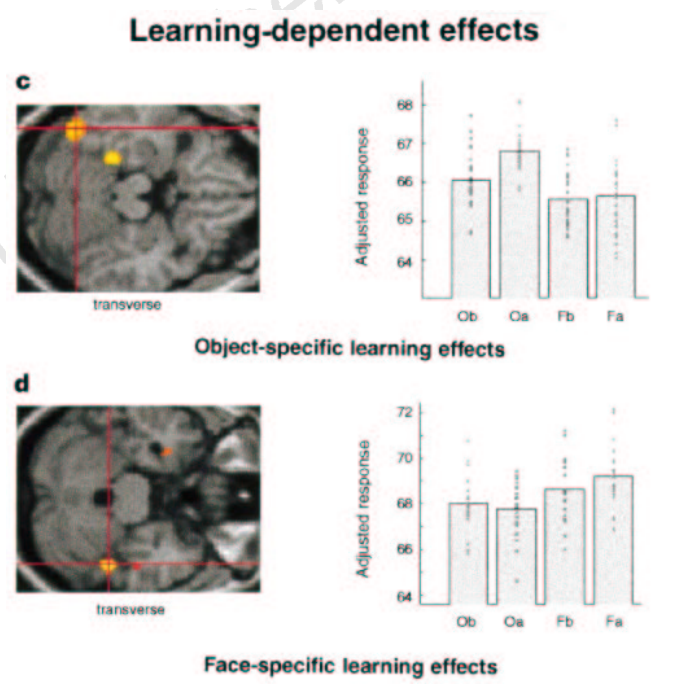 Learning-dependent effects
c
68
67
66
65
64
Adjusted response
Ob Oa Fb Fa
transverse
Object-specific learning effects
d
72
70
68
66
64
Adjusted response
Ob Oa Fb Fa
transverse
Face-specific learning effects